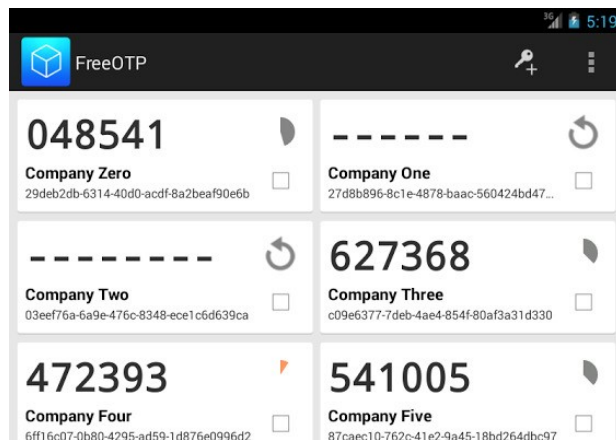 3G 5:19
FreeOTP
048541
------
Company Zero
Company One
29deb2db-6314-40d0-acdf-8a2beaf90e6b
27d8b896-8c1e-4878-baac-560424bd47...
--------
627368
Company Two
Company Three
03eef76a-6a9e-476c-8348-ece1c6d639ca
c09e6377-7deb-4ae4-854f-80af3a31d330
472393
541005
Company Four
Company Five
6ff16c07-0b80-4295-ad59-1d876e0996d2
87caec10-762c-41e2-9a45-18bd264dbc97